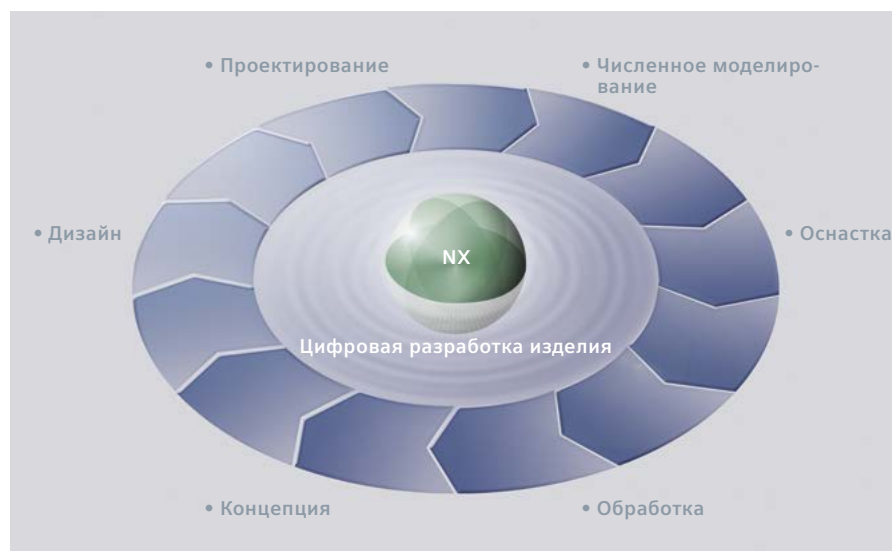 • Проектирование
• Численное моделиро-
вание
• Дизайн
• Оснастка
NX
Цифровая разработка изделия
• Концепция
• Обработка